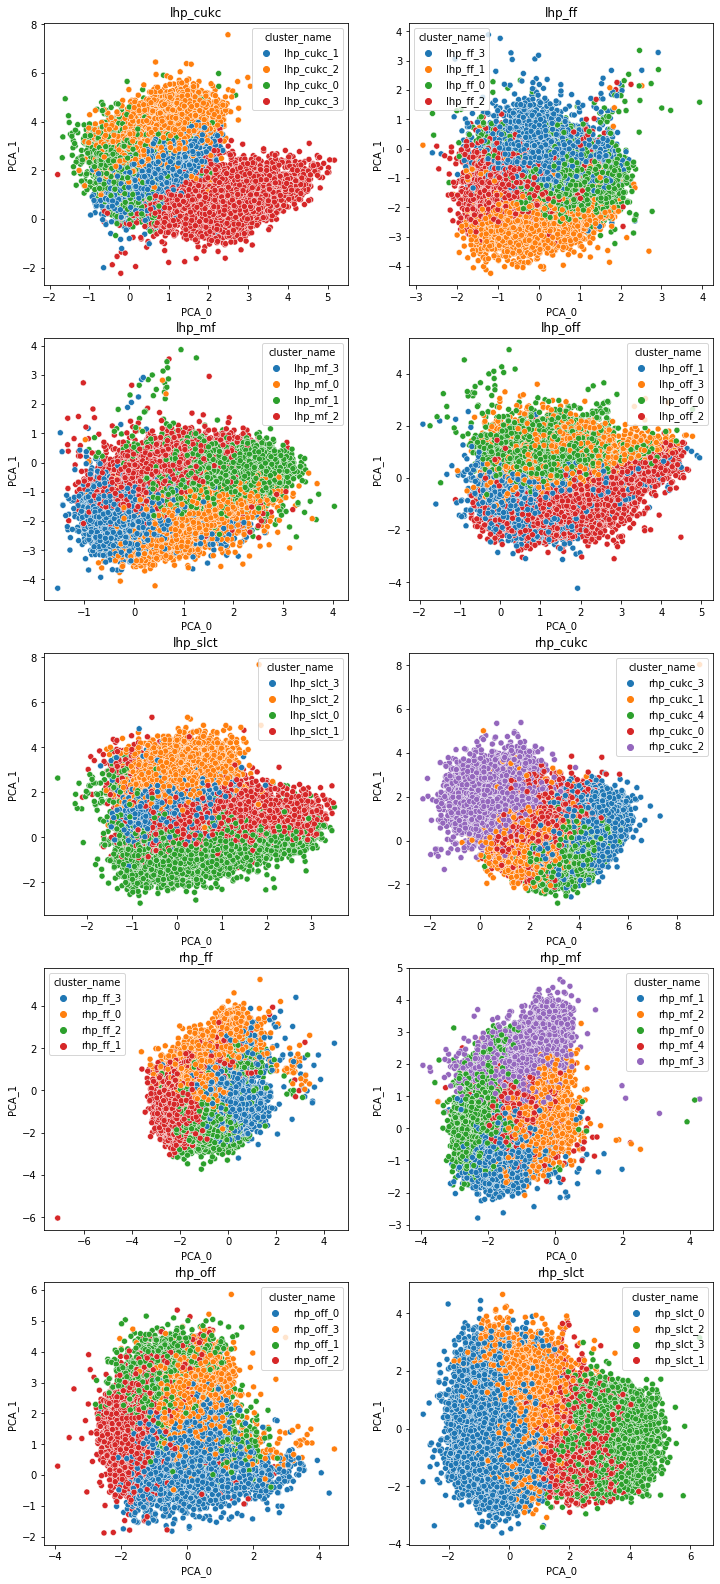 lhp_cukc
cluster_name
lhp_cukc_1
lhp_cukc_2
lhp_cukc_0
lhp_cukc_3
8
6
4
2
0
−2
PCA_1
−2 −1 0 1 2 3 4 5
PCA_0
lhp_ff
cluster_name
lhp_ff_3
lhp_ff_1
lhp_ff_0
lhp_ff_2
4
3
2
1
0
−1
−2
−3
−4
PCA_1
−3 −2 −1 0 1 2 3 4
PCA_0
lhp_mf
cluster_name
lhp_mf_3
lhp_mf_0
lhp_mf_1
lhp_mf_2
4
3
2
1
0
−1
−2
−3
−4
PCA_1
−1 0 1 2 3 4
PCA_0
lhp_off
cluster_name
lhp_off_1
lhp_off_3
lhp_off_0
lhp_off_2
4
2
0
−2
−4
PCA_1
−2 −1 0 1 2 3 4 5
PCA_0
lhp_slct
cluster_name
lhp_slct_3
lhp_slct_2
lhp_slct_0
lhp_slct_1
8
6
4
2
0
−2
PCA_1
−2 −1 0 1 2 3
PCA_0
rhp_cukc
cluster_name
rhp_cukc_3
rhp_cukc_1
rhp_cukc_4
rhp_cukc_0
rhp_cukc_2
8
6
4
2
0
−2
PCA_1
−2 0 2 4 6 8
PCA_0
rhp_ff
cluster_name
rhp_ff_3
rhp_ff_0
rhp_ff_2
rhp_ff_1
4
2
0
−2
−4
−6
PCA_1
−6 −4 −2 0 2 4
PCA_0
rhp_mf
cluster_name
rhp_mf_1
rhp_mf_2
rhp_mf_0
rhp_mf_4
rhp_mf_3
5
4
3
2
1
0
−1
−2
−3
PCA_1
−4 −2 0 2 4
PCA_0
rhp_off
cluster_name
rhp_off_0
rhp_off_3
rhp_off_1
rhp_off_2
6
5
4
3
2
1
0
−1
−2
PCA_1
−4 −2 0 2 4
PCA_0
rhp_slct
cluster_name
rhp_slct_0
rhp_slct_2
rhp_slct_3
rhp_slct_1
4
2
0
−2
−4
PCA_1
−2 0 2 4 6
PCA_0